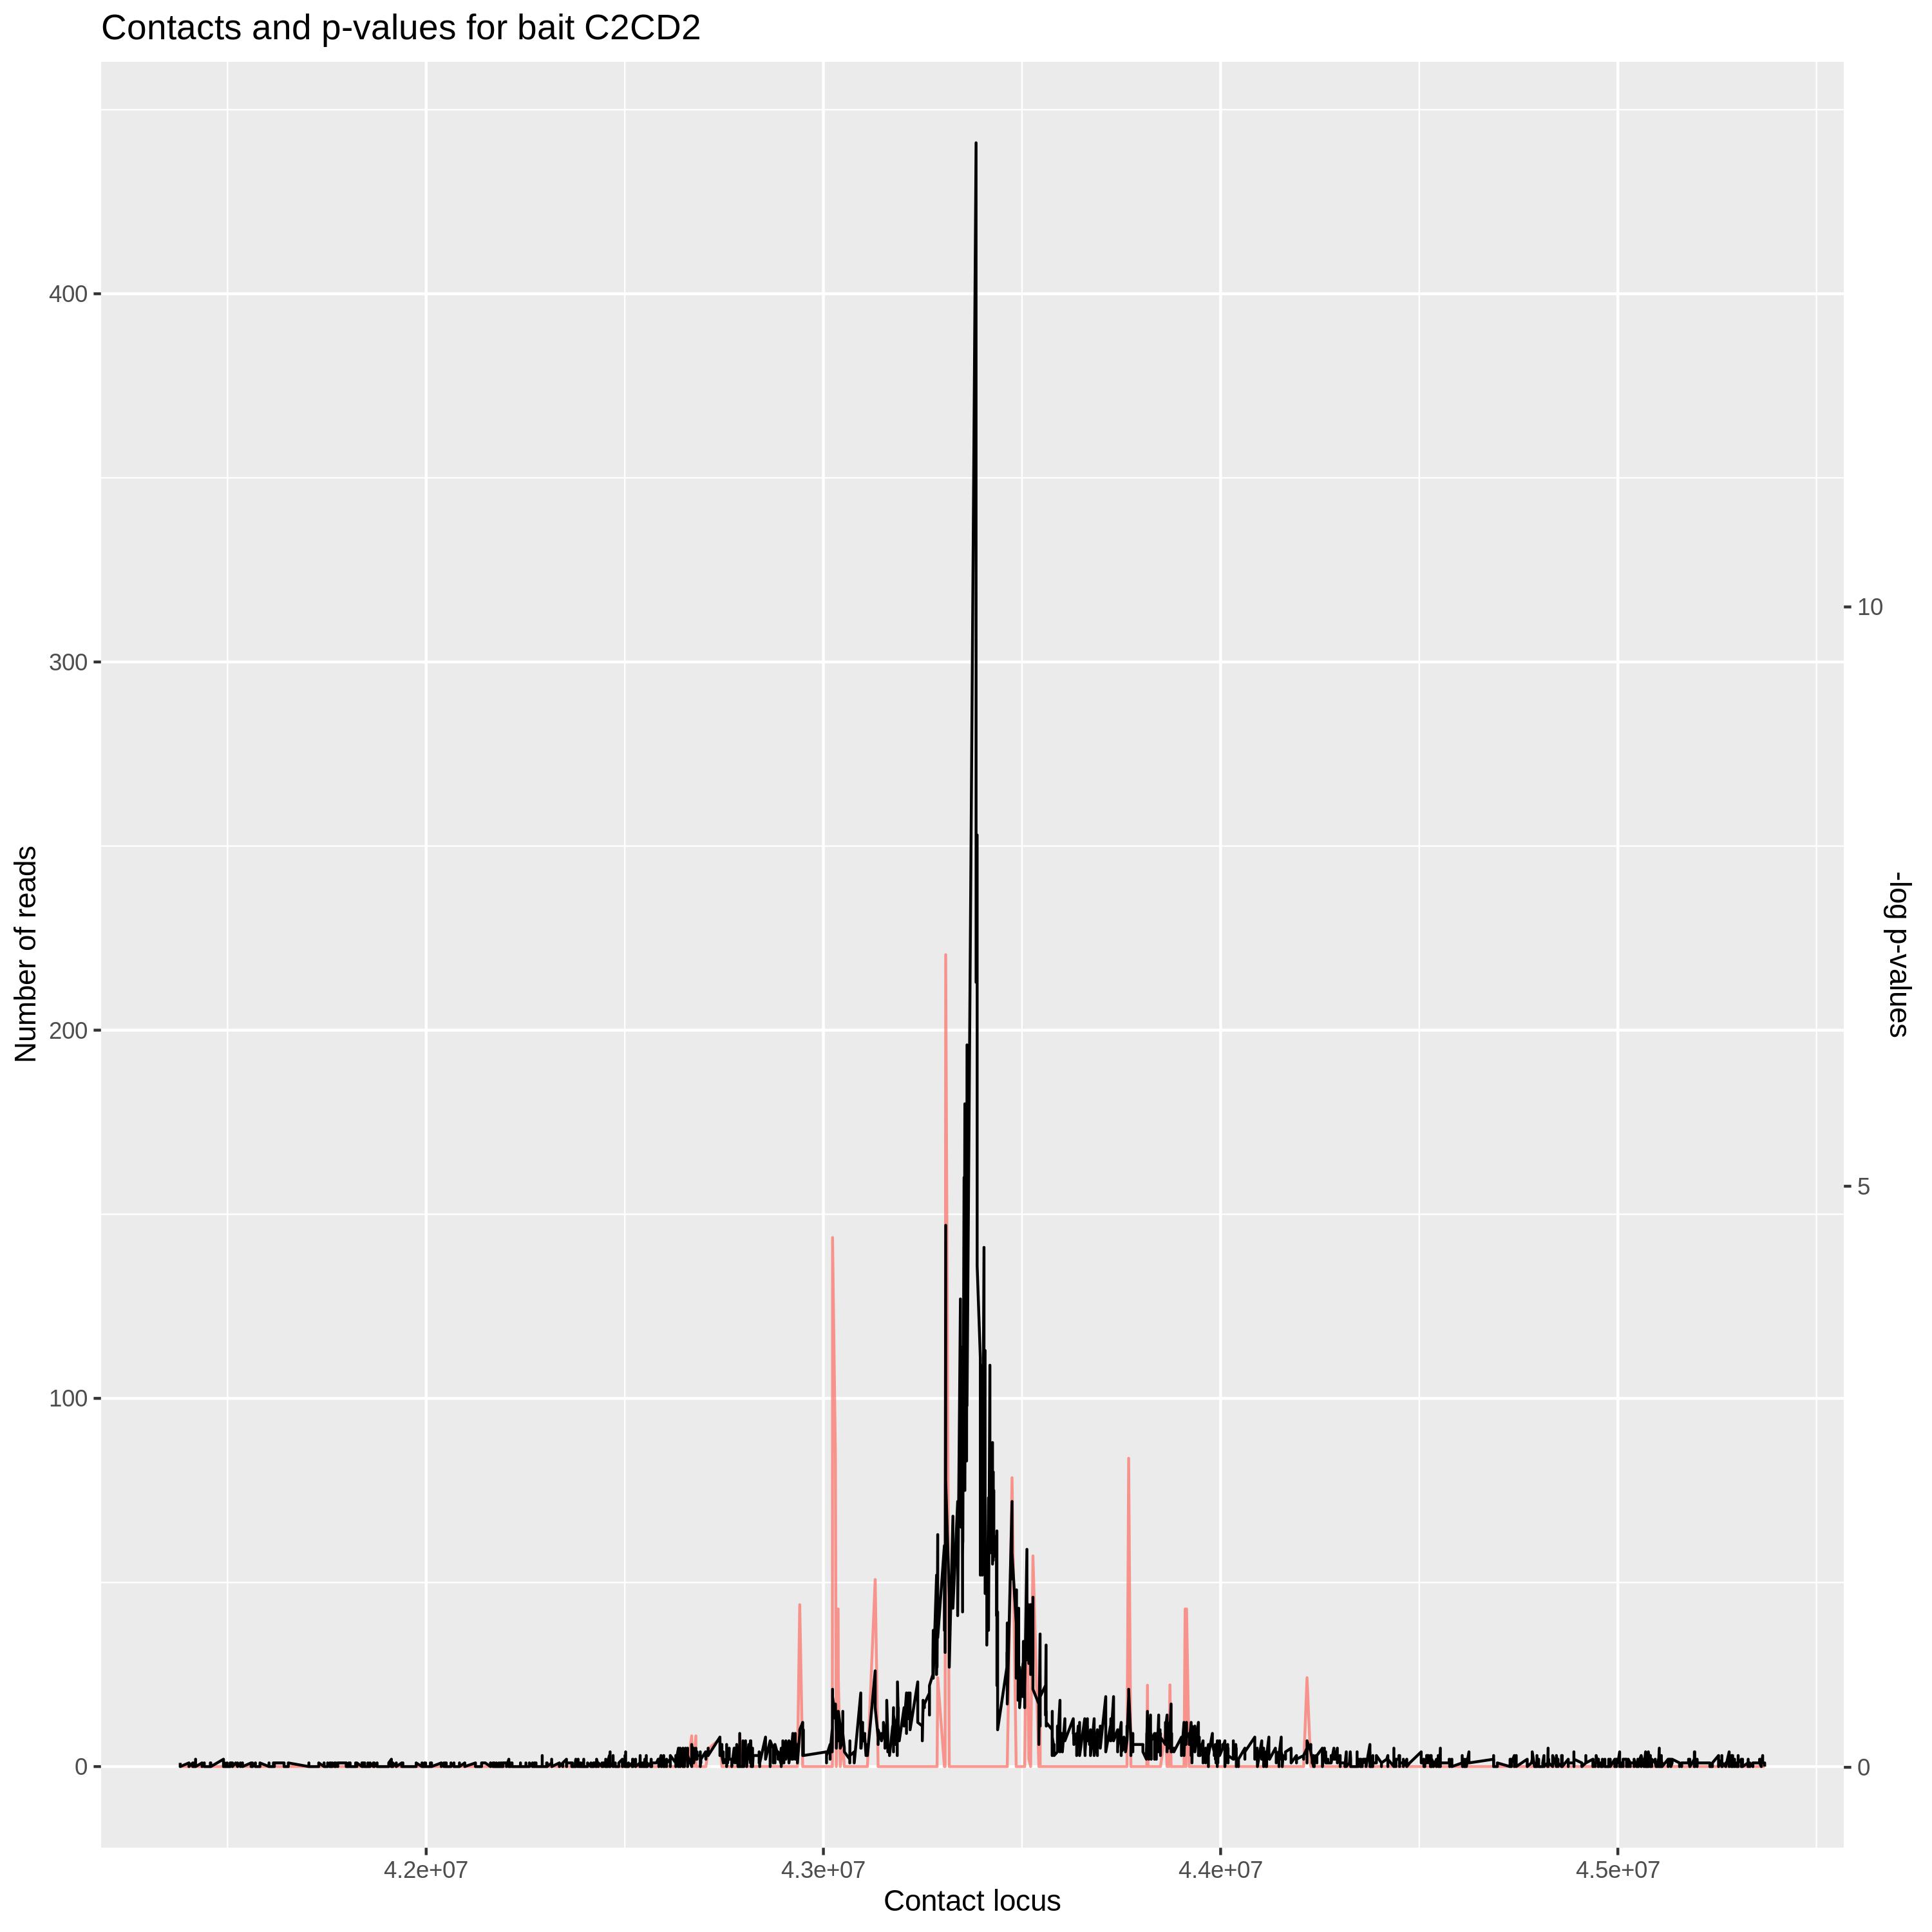 Contacts and p-values for bait C2CD2
Number of reads
400
300
200
100
0
10
5
0
-log p-values
4.2e+07 4.3e+07 4.4e+07 4.5e+07
Contact locus